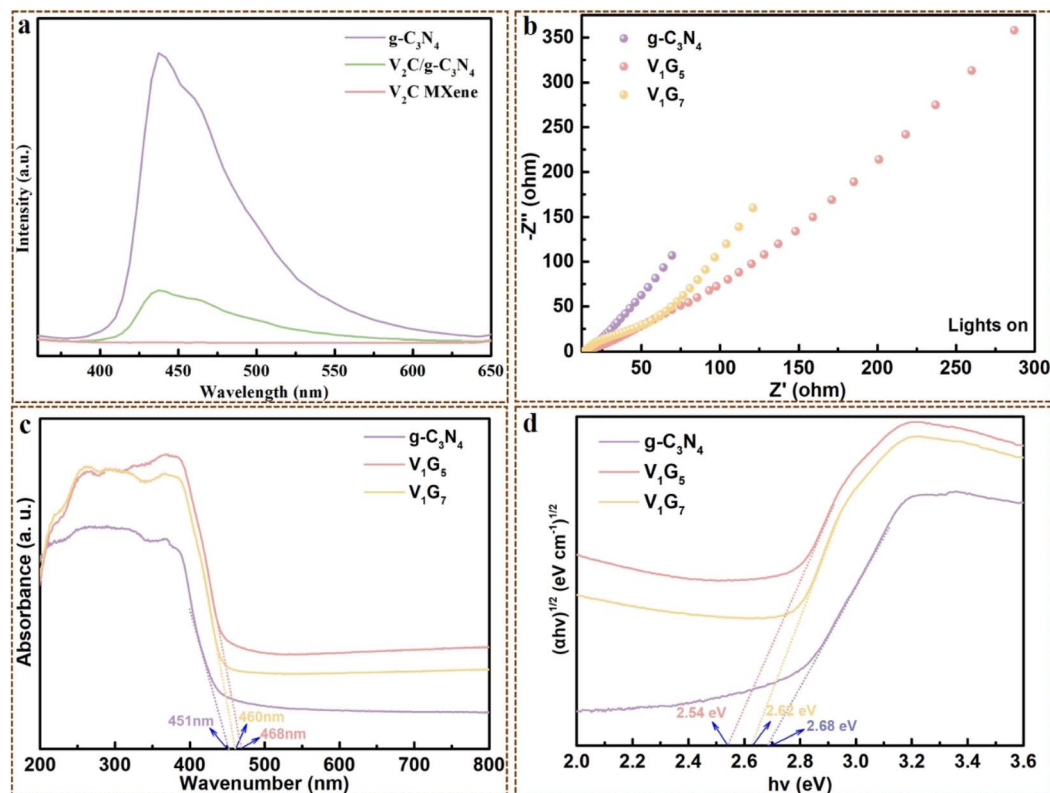 a
g-C₃N₄
V₂C/g-C₃N₄
V₂C MXene
Intensity (a.u.)
400 450 500 550 600 650
Wavelength (nm)
b
g-C₃N₄
V₁G₅
V₁G₇
350
300
250
200
150
100
50
0
-Z'' (ohm)
Lights on
50 100 150 200 250 300
Z' (ohm)
c
g-C₃N₄
V₁G₅
V₁G₇
Absorbance (a. u.)
451nm
460nm
468nm
200 300 400 500 600 700 800
Wavenumber (nm)
d
g-C₃N₄
V₁G₅
V₁G₇
(αhν)¹/² (eV cm⁻¹)¹/²
2.54 eV
2.62 eV
2.68 eV
2.0 2.2 2.4 2.6 2.8 3.0 3.2 3.4 3.6
hν (eV)